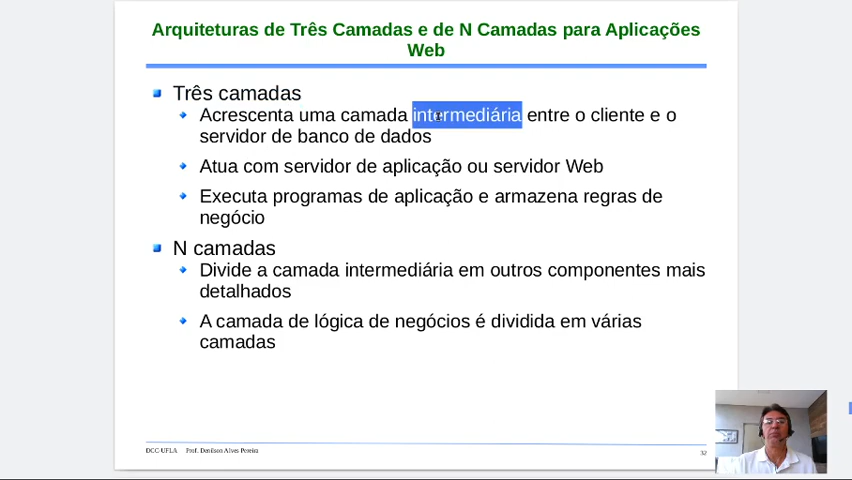 Arquiteturas de Três Camadas e de N Camadas para Aplicações
Web
Três camadas
Acrescenta uma camada intermediária entre o cliente e o
servidor de banco de dados
Atua com servidor de aplicação ou servidor Web
Executa programas de aplicação e armazena regras de
negócio
N camadas
Divide a camada intermediária em outros componentes mais
detalhados
A camada de lógica de negócios é dividida em várias
camadas
DCC-UFLA Prof. Denilson Alves Pereira
32